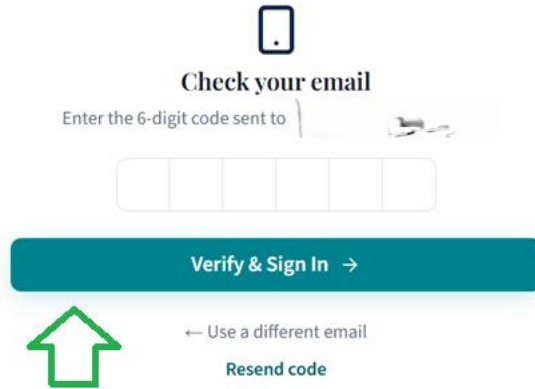 Check your email
Enter the 6-digit code sent to
Verify & Sign In →
← Use a different email
Resend code